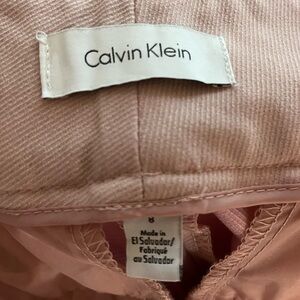 Calvin Klein
8
Made in
El Salvador/
Fabriqué
au Salvador